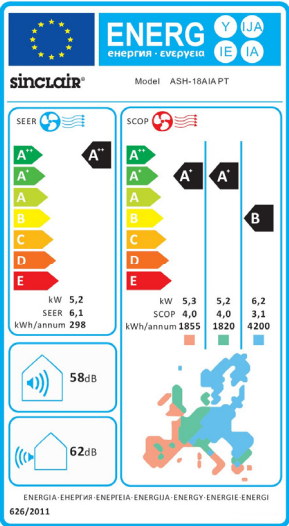 ENERG
енергия · ενεργεια
Y IJA
IE IA
sinclair®
Model ASH-18AIA PT
SEER
A++
A+
A
B
C
D
E
A++
kW 5,2
SEER 6,1
kWh/annum 298
SCOP
A++
A+
A
B
C
D
E
A+ A+ B
kW 5,3 5,2 6,2
SCOP 4,0 4,0 3,1
kWh/annum 1855 1820 4200
58dB
62dB
ENERGIA·ЕНЕРГИЯ·ΕΝΕΡΓΕΙΑ·ENERGIJA·ENERGY·ENERGIE·ENERGI
626/2011